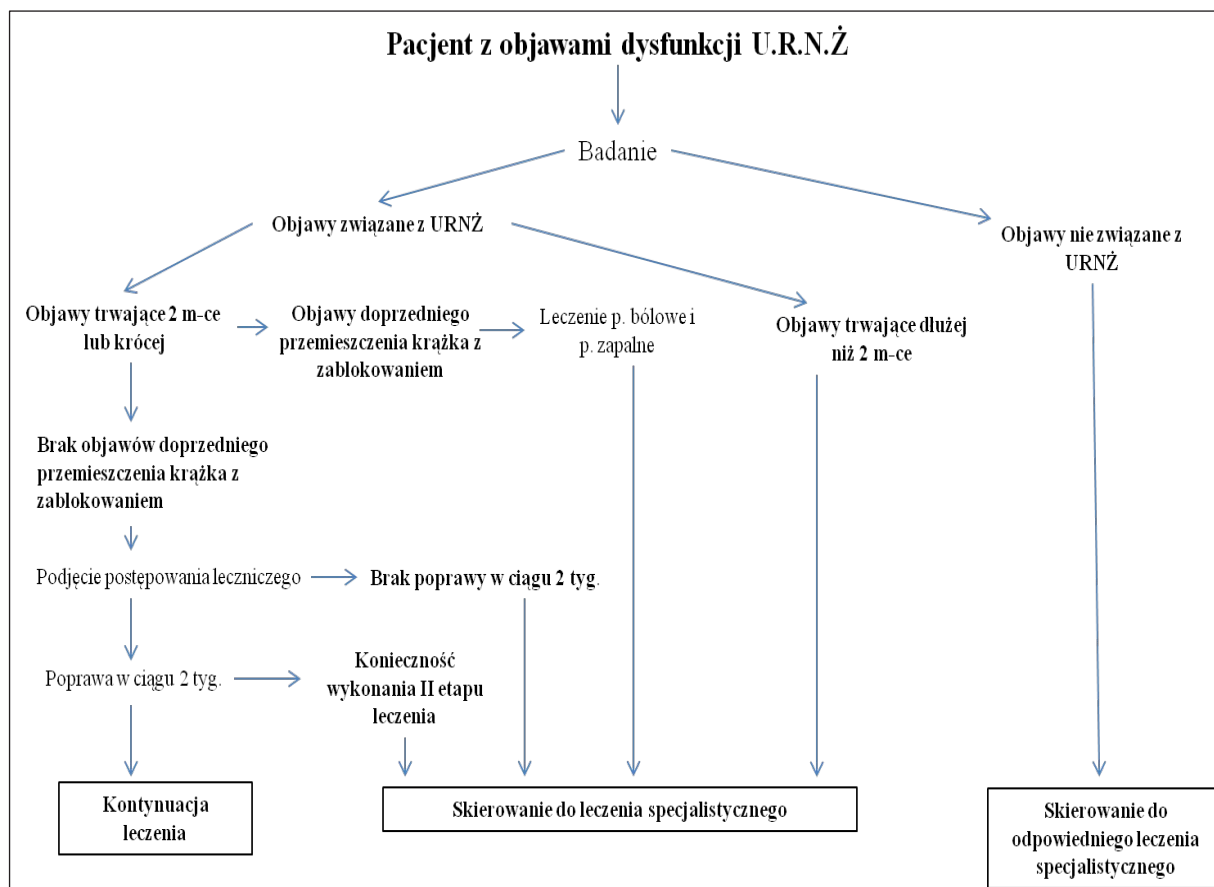 Pacjent z objawami dysfunkcji U.R.N.Ż
Badanie
Objawy związane z URNŻ
Objawy nie związane z
URNŻ
Objawy trwające 2 m-ce
lub krócej
Objawy doprzedniego
przemieszczenia krążka z
zablokowaniem
Leczenie p. bólowe i
p. zapalne
Objawy trwające dłużej
niż 2 m-ce
Brak objawów doprzedniego
przemieszczenia krążka z
zablokowaniem
Podjęcie postępowania leczniczego
Brak poprawy w ciągu 2 tyg.
Poprawa w ciągu 2 tyg.
Konieczność
wykonania II etapu
leczenia
Kontynuacja
leczenia
Skierowanie do leczenia specjalistycznego
Skierowanie do
odpowiedniego leczenia
specjalistycznego